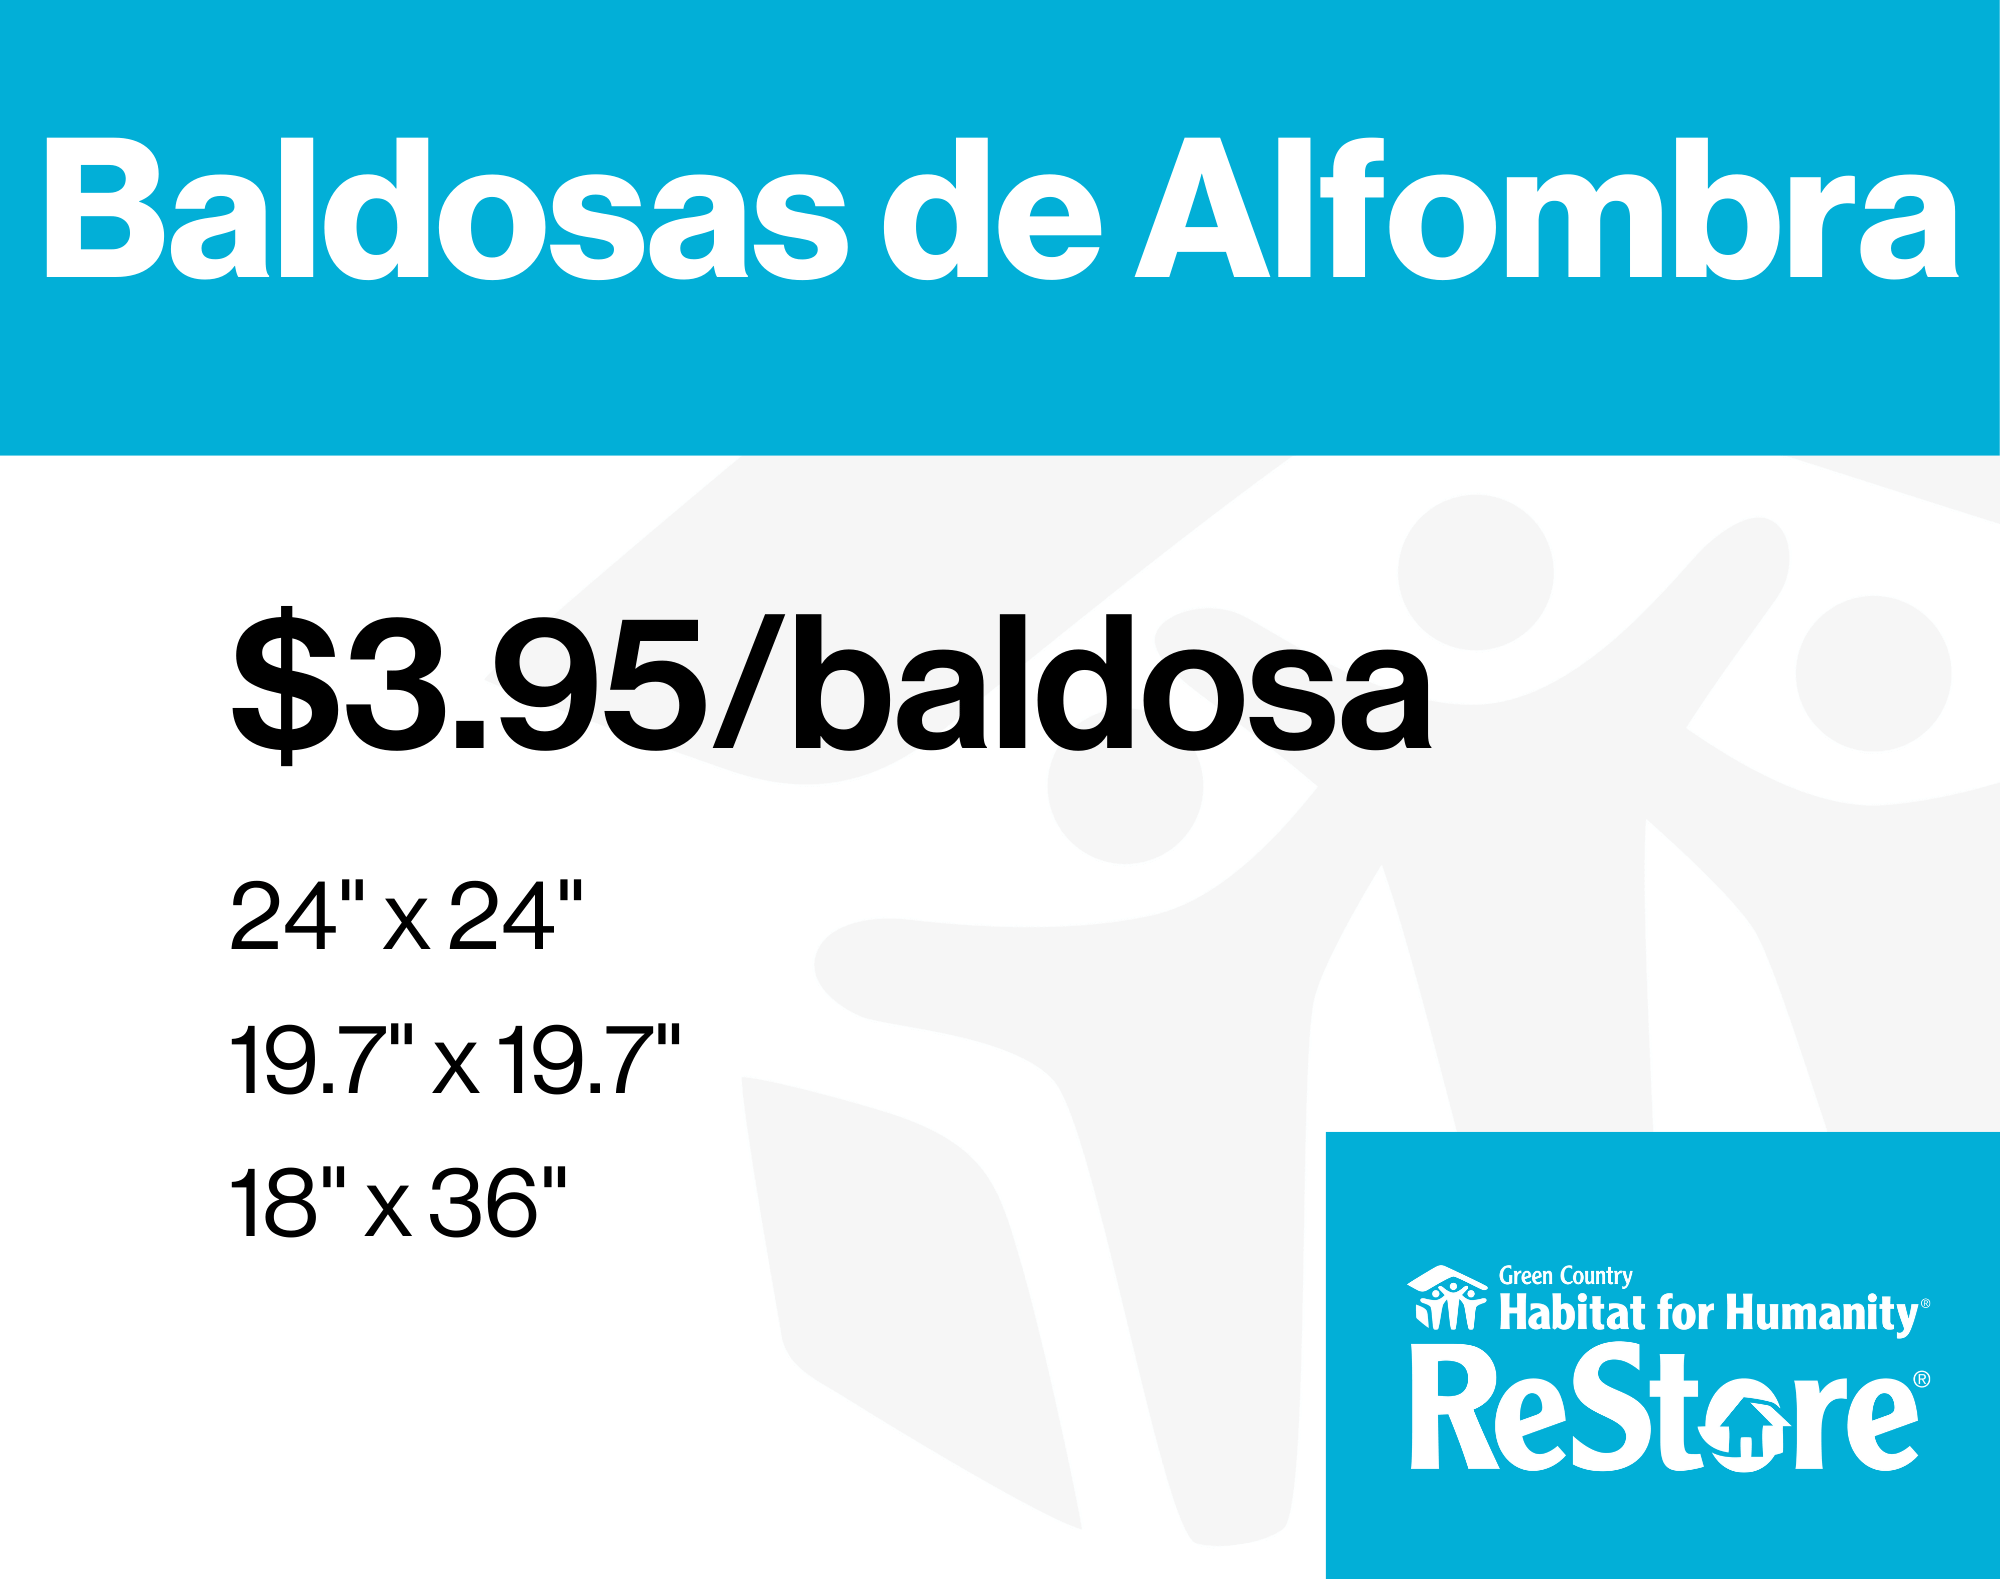 Baldosas de Alfombra
$3.95/baldosa
24" x 24"
19.7" x 19.7"
18" x 36"
Green Country
Habitat for Humanity®
ReStore®